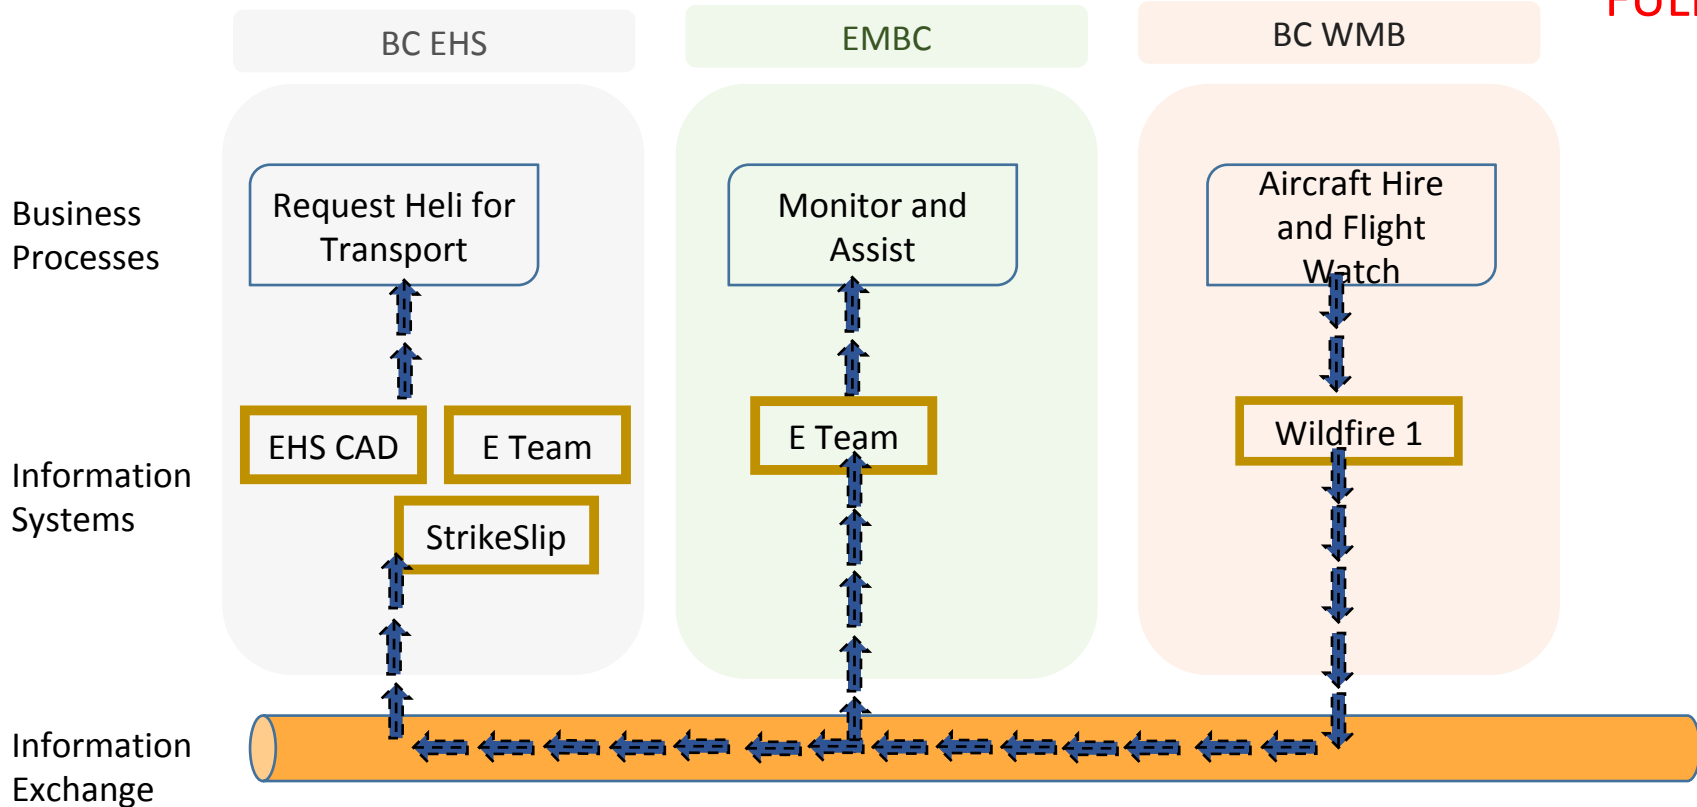 BC EHS
EMBC
BC WMB
Business
Processes
Request Heli for
Transport
Monitor and
Assist
Aircraft Hire
and Flight
Watch
Information
Systems
EHS CAD
E Team
StrikeSlip
E Team
Wildfire 1
Information
Exchange